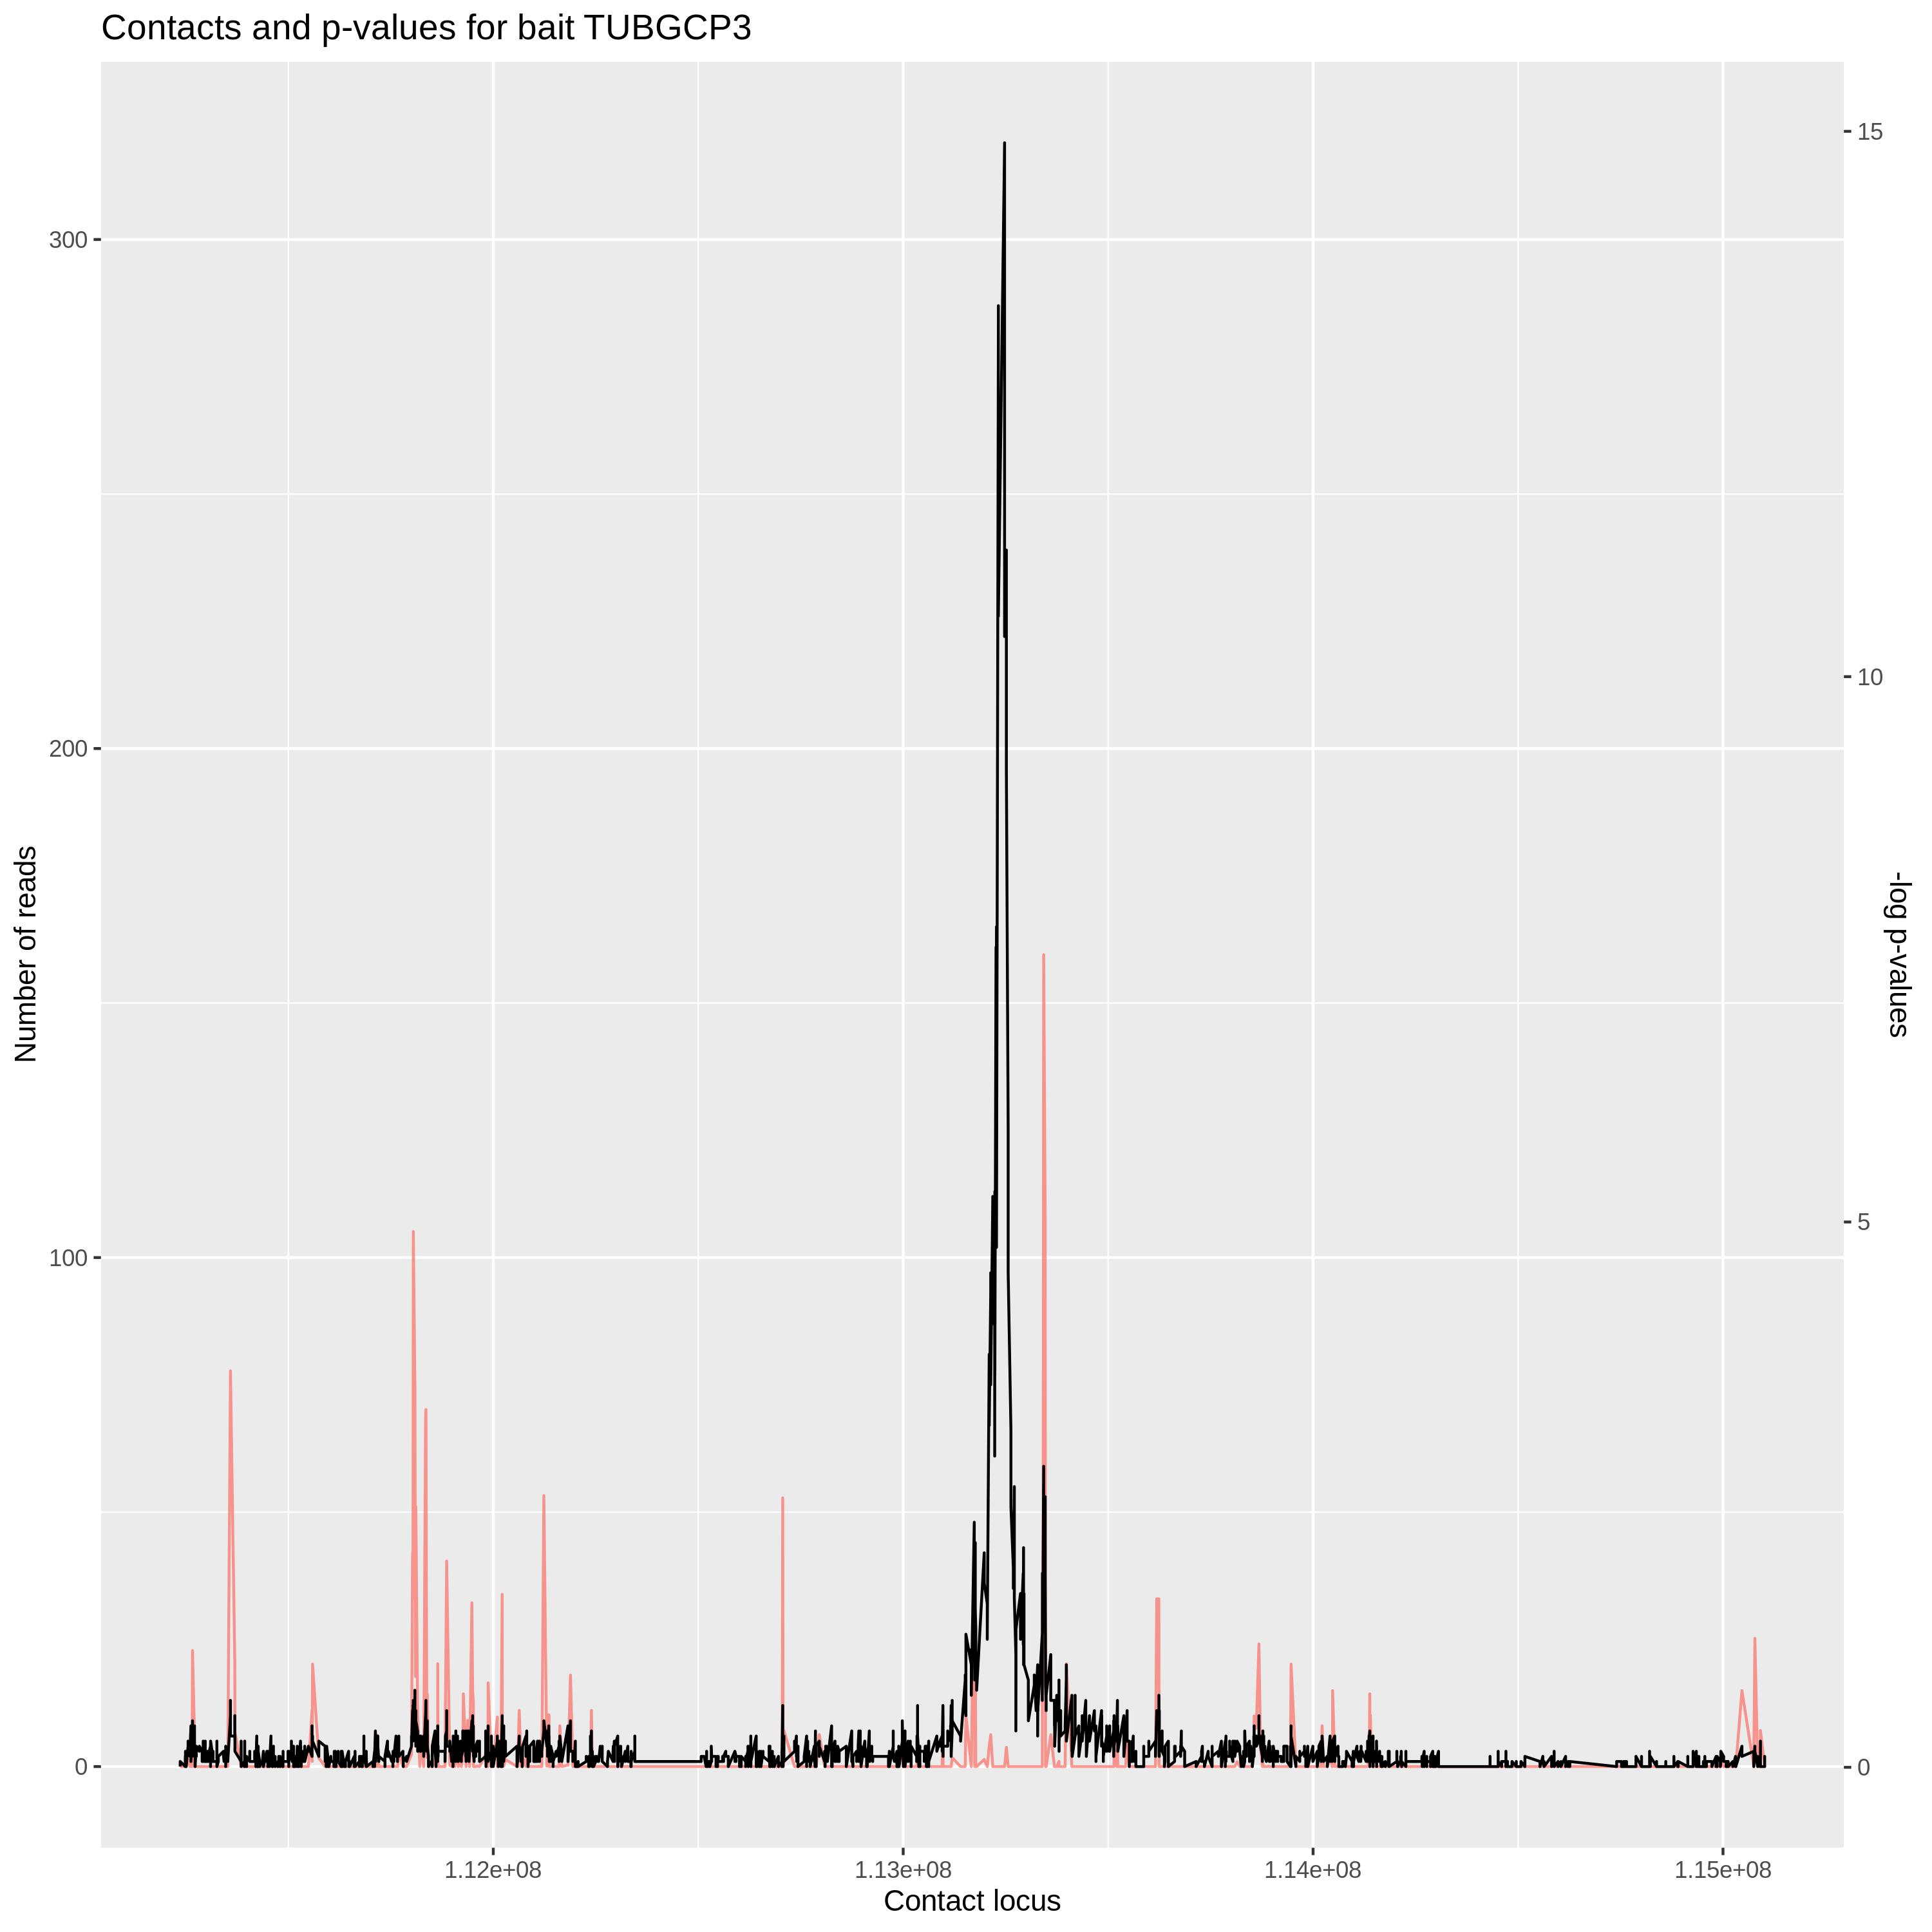 Contacts and p-values for bait TUBGCP3
Number of reads
300
200
100
0
15
10
5
0
-log p-values
1.12e+08
1.13e+08
1.14e+08
1.15e+08
Contact locus